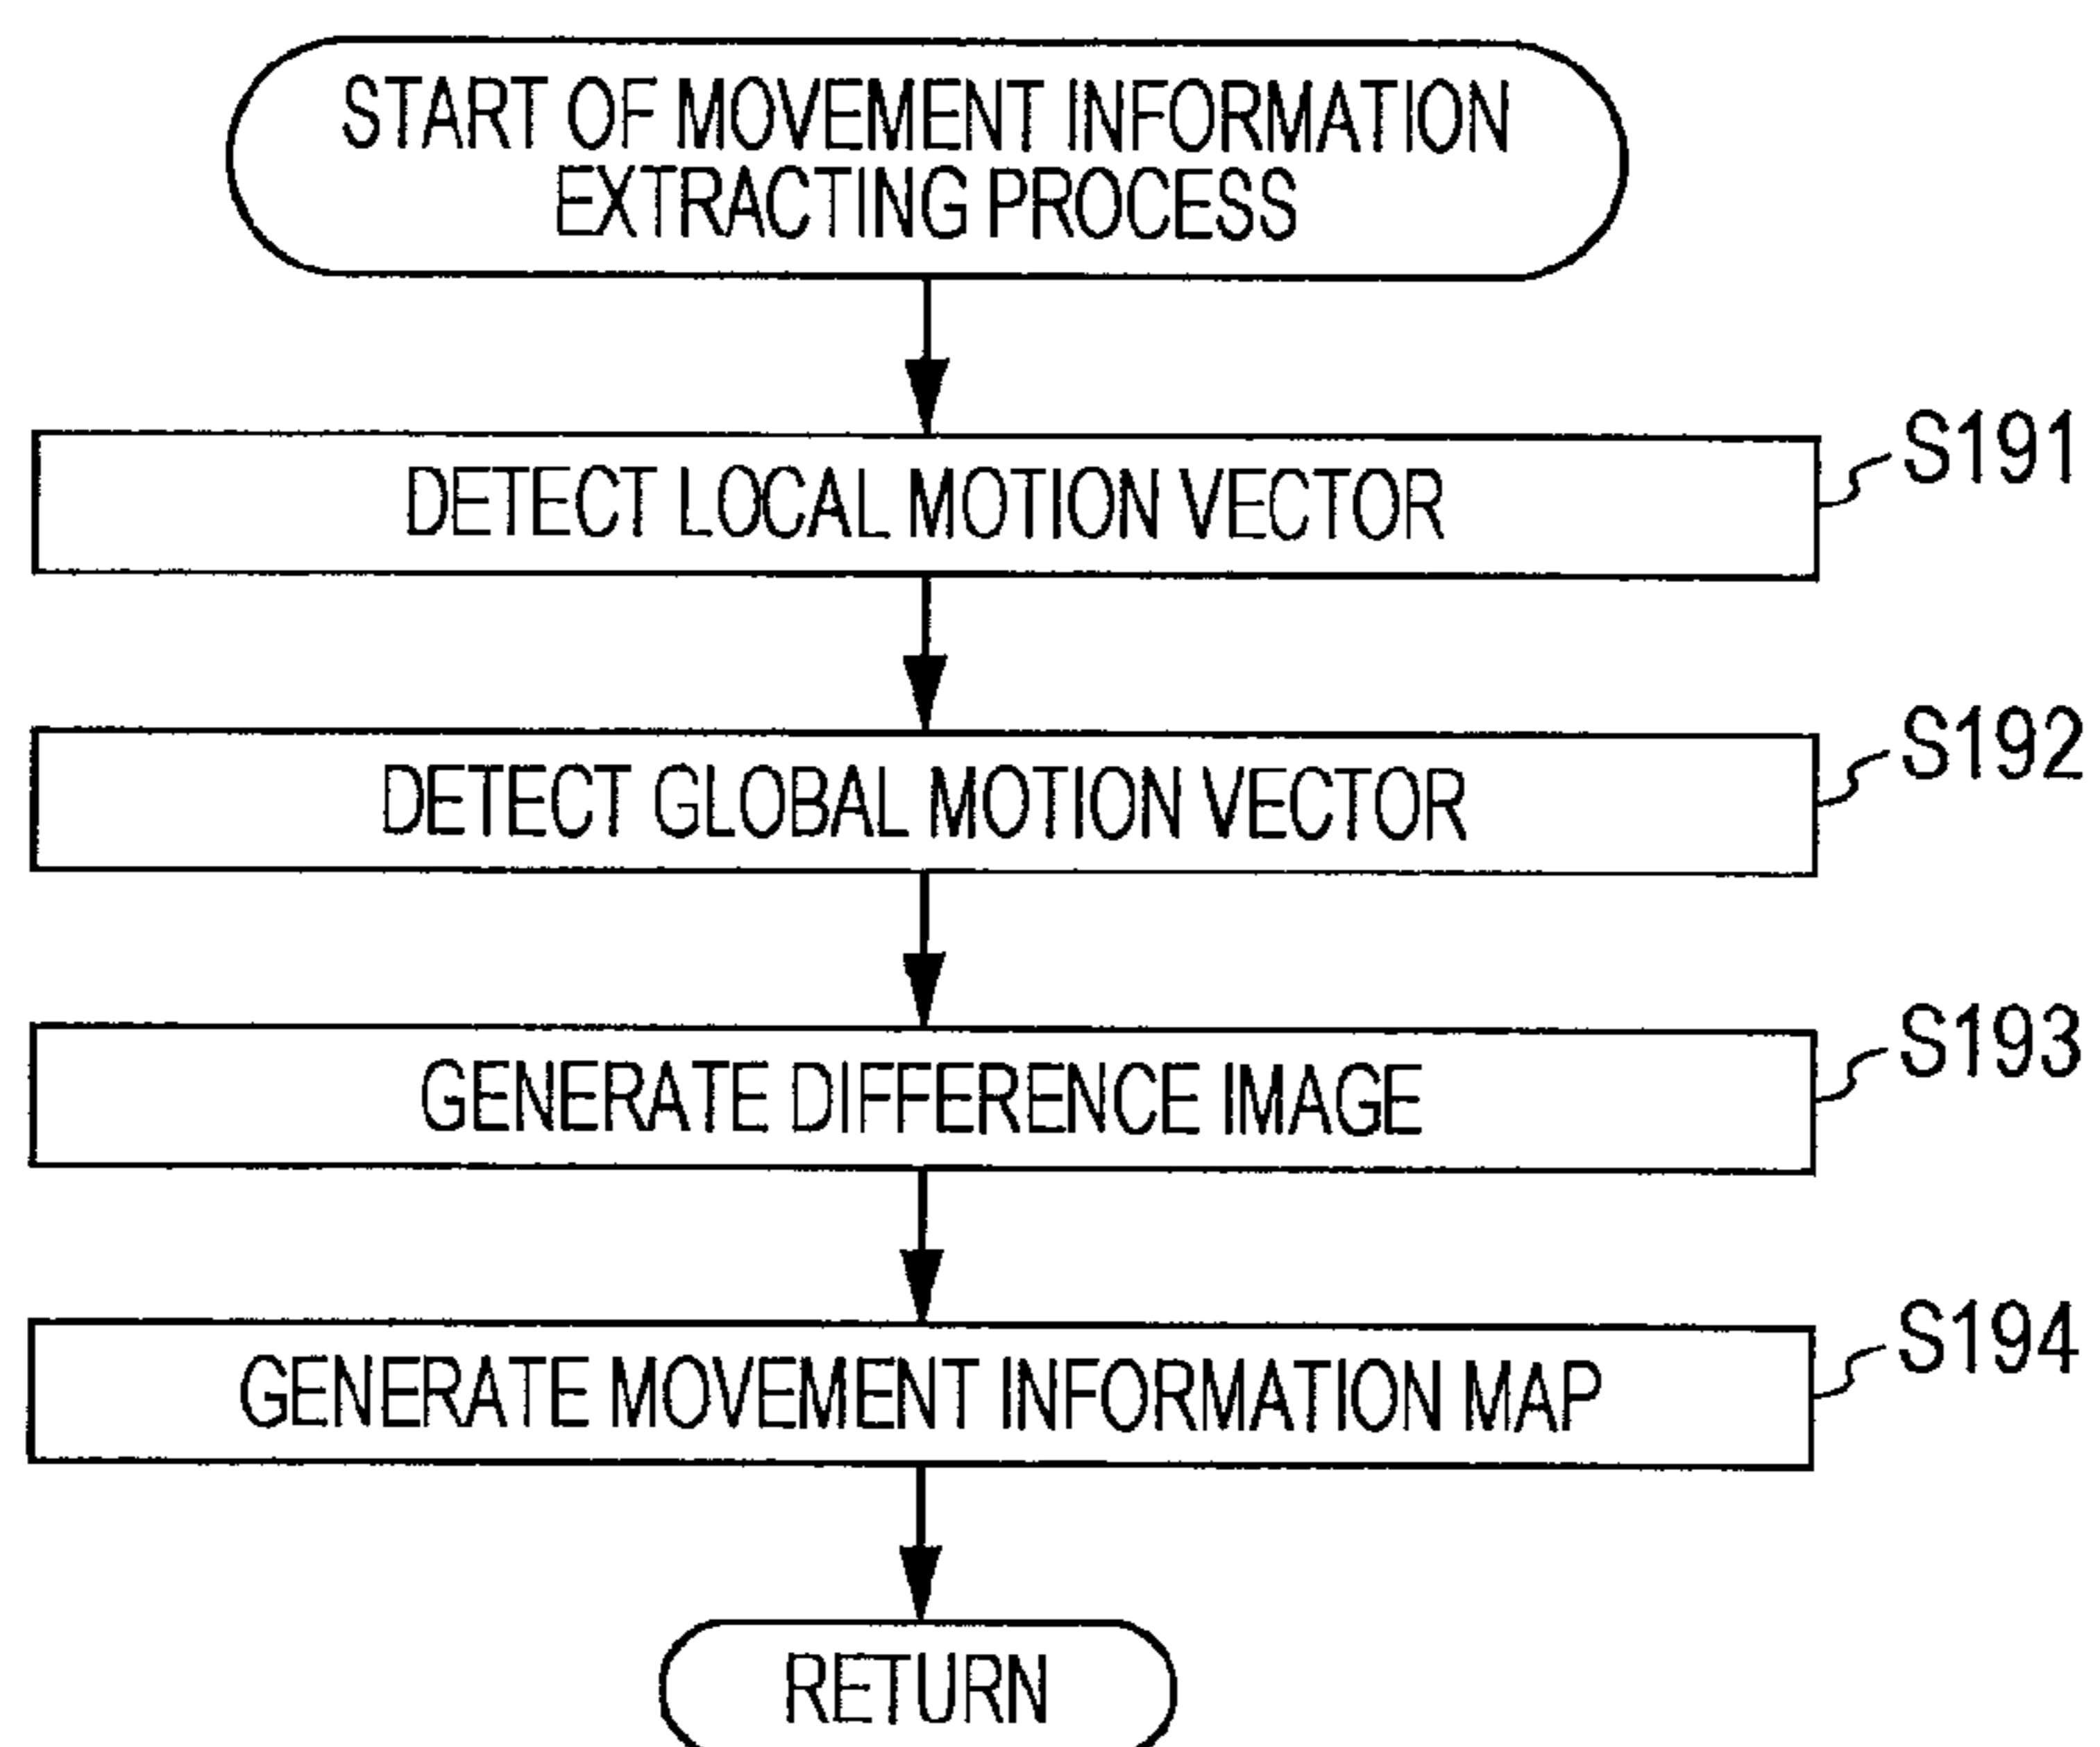 START OF MOVEMENT INFORMATION
EXTRACTING PROCESS
DETECT LOCAL MOTION VECTOR
S191
DETECT GLOBAL MOTION VECTOR
S192
GENERATE DIFFERENCE IMAGE
S193
GENERATE MOVEMENT INFORMATION MAP
S194
RETURN